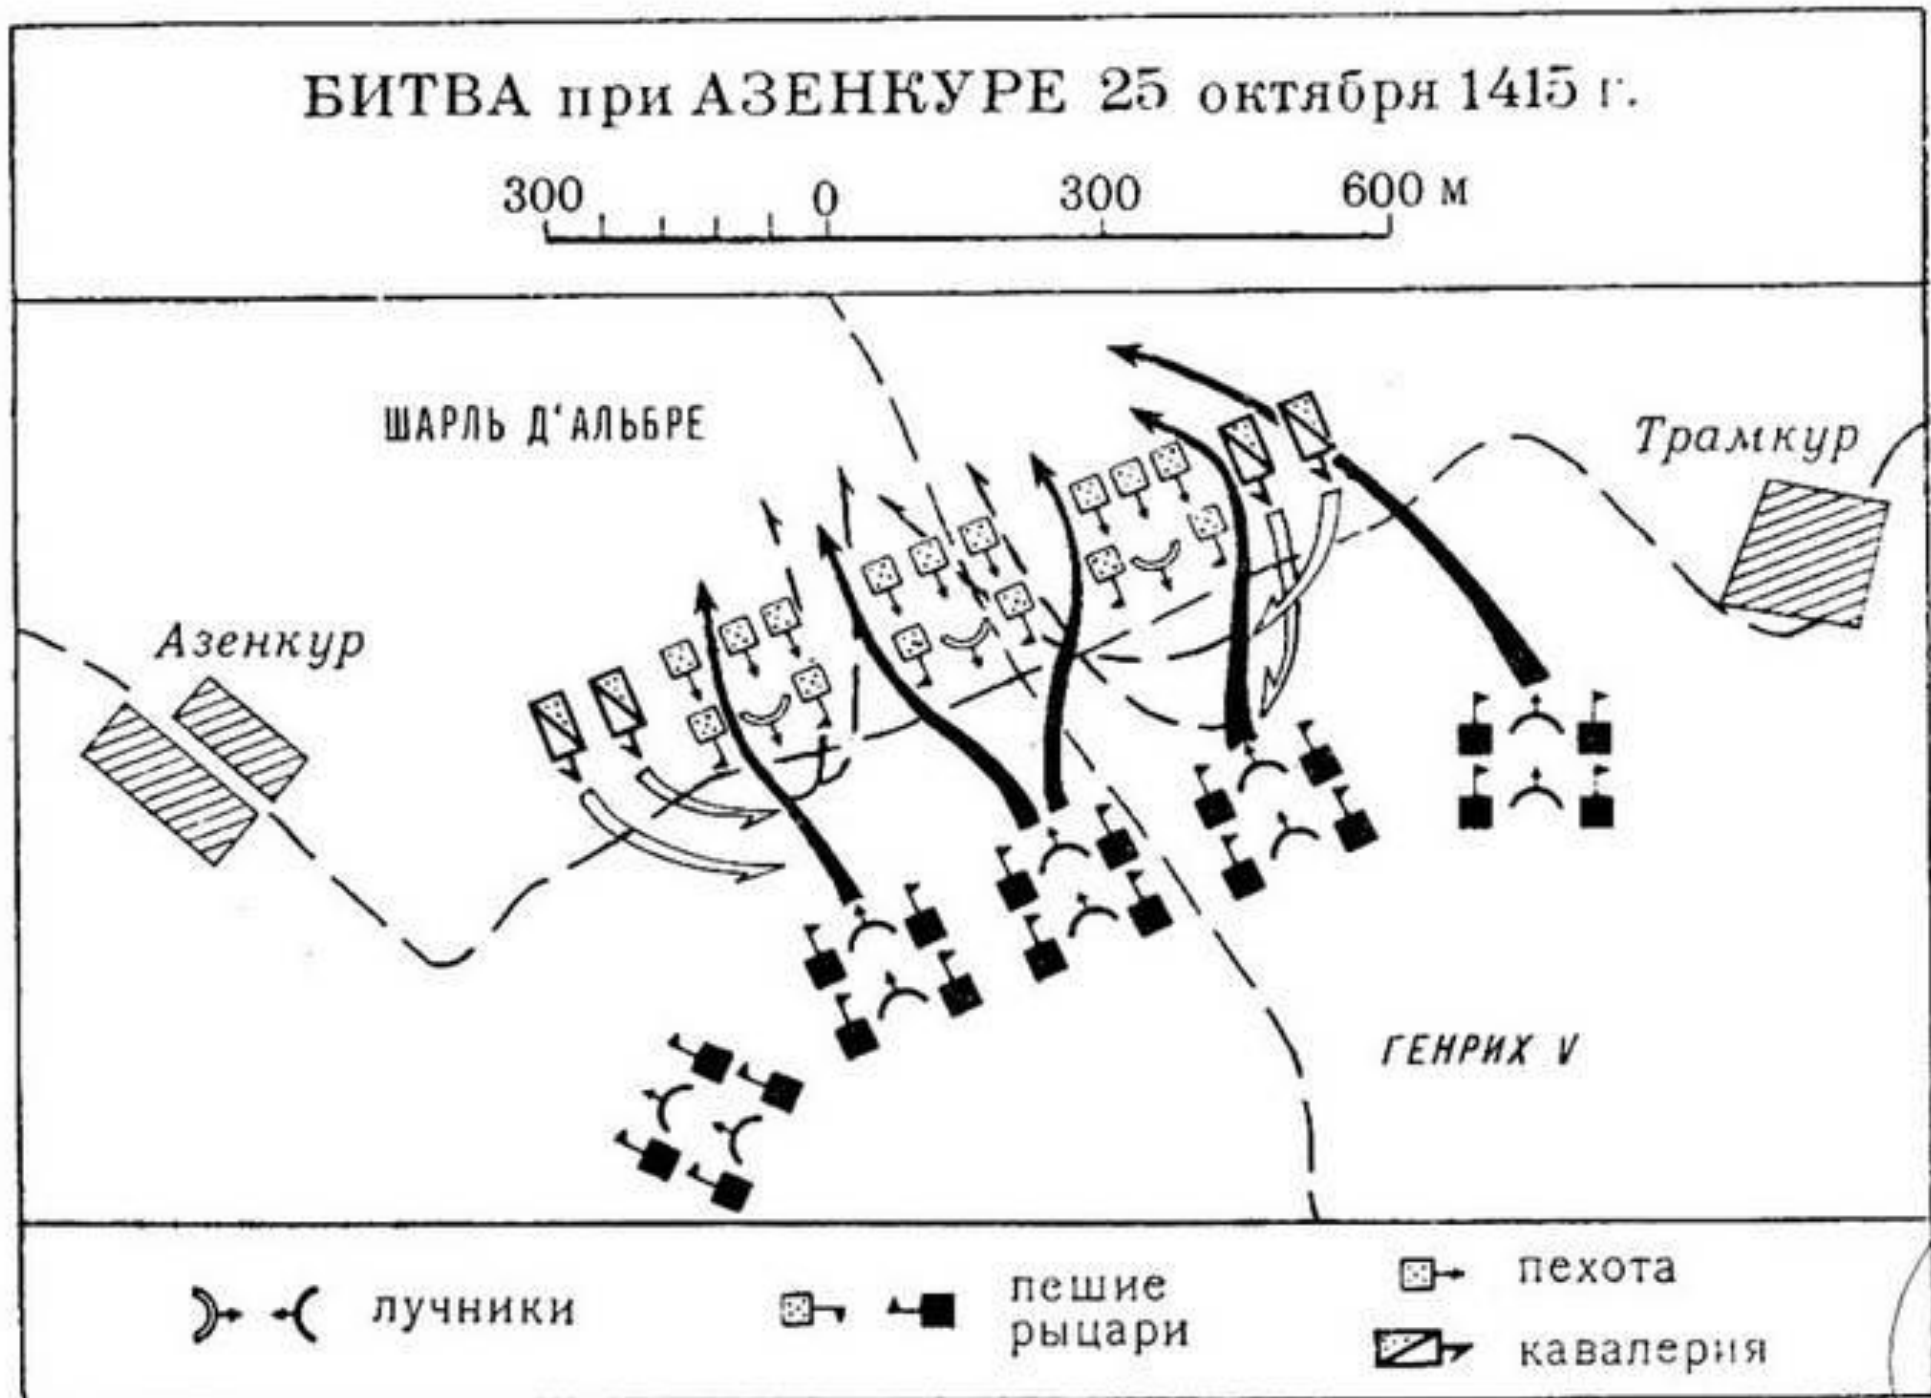 БИТВА при АЗЕНКУРЕ 25 октября 1415 г.
300 0 300 600 м
ШАРЛЬ Д'АЛЬБРЕ
Трамкур
Азенкур
ГЕНРИХ V
лучники
пешие
рыцари
пехота
кавалерия